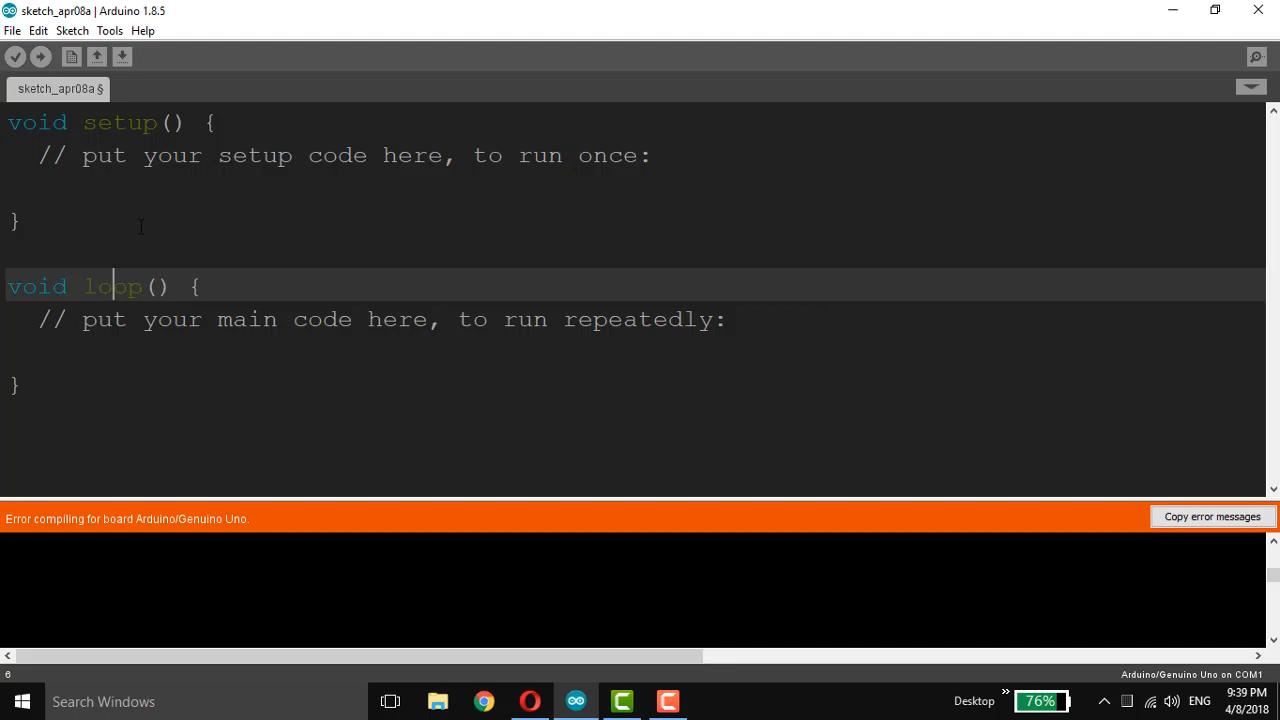 sketch_apr08a | Arduino 1.8.5
File Edit Sketch Tools Help
sketch_apr08a §
void setup() {
// put your setup code here, to run once:
}
void loop() {
// put your main code here, to run repeatedly:
}
Error compiling for board Arduino/Genuino Uno.
Copy error messages
6
Arduino/Genuino Uno on COM1
Search Windows
Desktop
76%
ENG
9:39 PM
4/8/2018